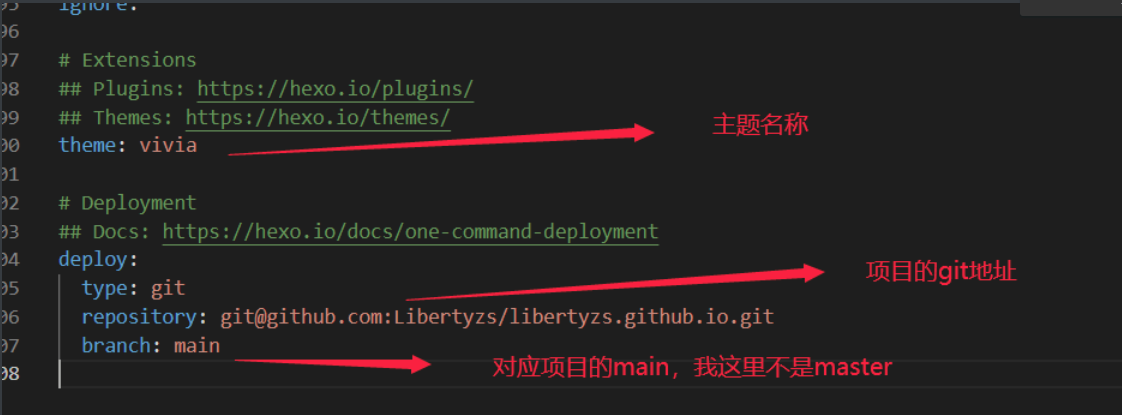 95 ignore:
96
97 # Extensions
98 ## Plugins: https://hexo.io/plugins/
99 ## Themes: https://hexo.io/themes/
主题名称
00 theme: vivia
01
02 # Deployment
03 ## Docs: https://hexo.io/docs/one-command-deployment
04 deploy:
项目的git地址
05 type: git
06 repository: git@github.com:Libertyzs/libertyzs.github.io.git
07 branch: main
对应项目的main，我这里不是master
08